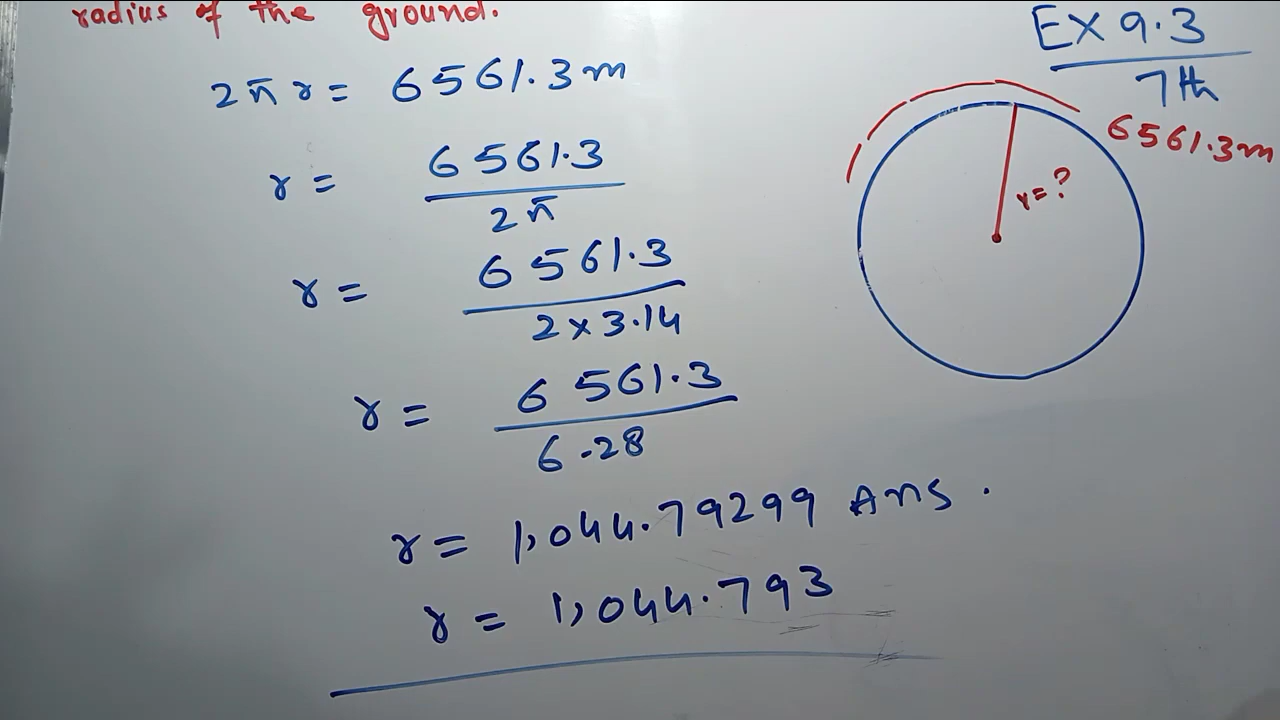 radius of the ground.
EX 9.3
7th
2π r = 6561.3m
6561.3m
r = 6561.3
2π
r = ?
r = 6561.3
2 x 3.14
r = 6561.3
6.28
r = 1,044.79299 Ans.
r = 1,044.793